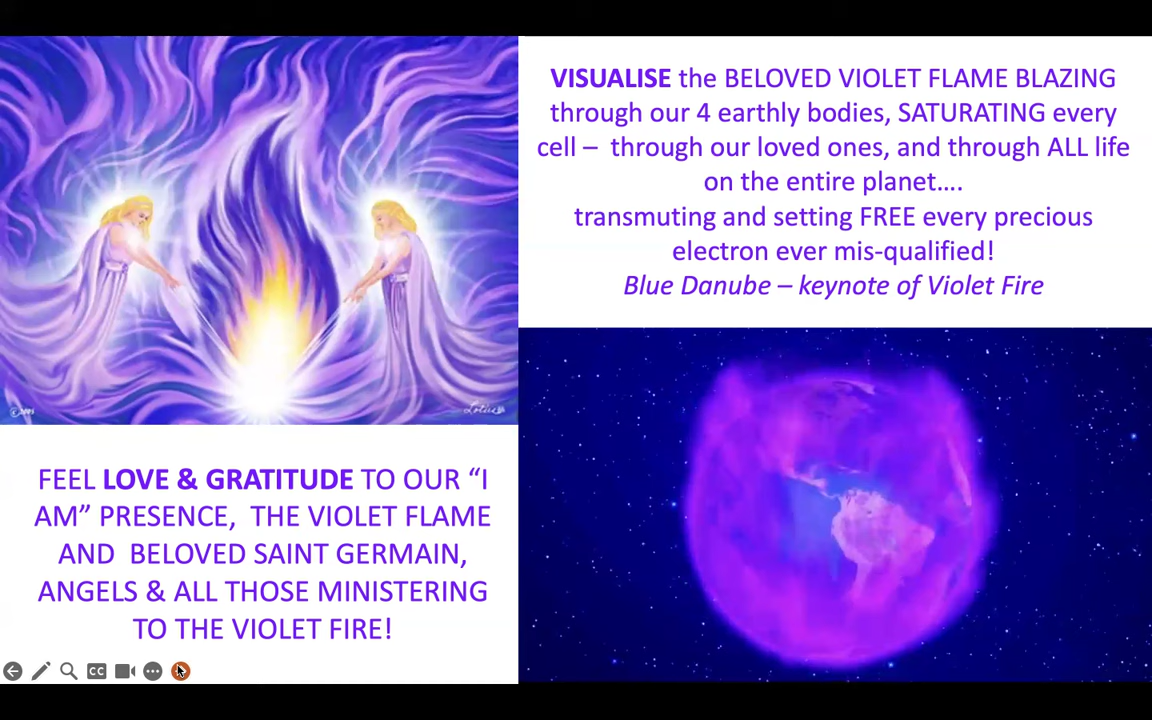 VISUALISE the BELOVED VIOLET FLAME BLAZING
through our 4 earthly bodies, SATURATING every
cell – through our loved ones, and through ALL life
on the entire planet….
transmuting and setting FREE every precious
electron ever mis-qualified!
Blue Danube – keynote of Violet Fire
FEEL LOVE & GRATITUDE TO OUR “I
AM” PRESENCE, THE VIOLET FLAME
AND BELOVED SAINT GERMAIN,
ANGELS & ALL THOSE MINISTERING
TO THE VIOLET FIRE!
CC